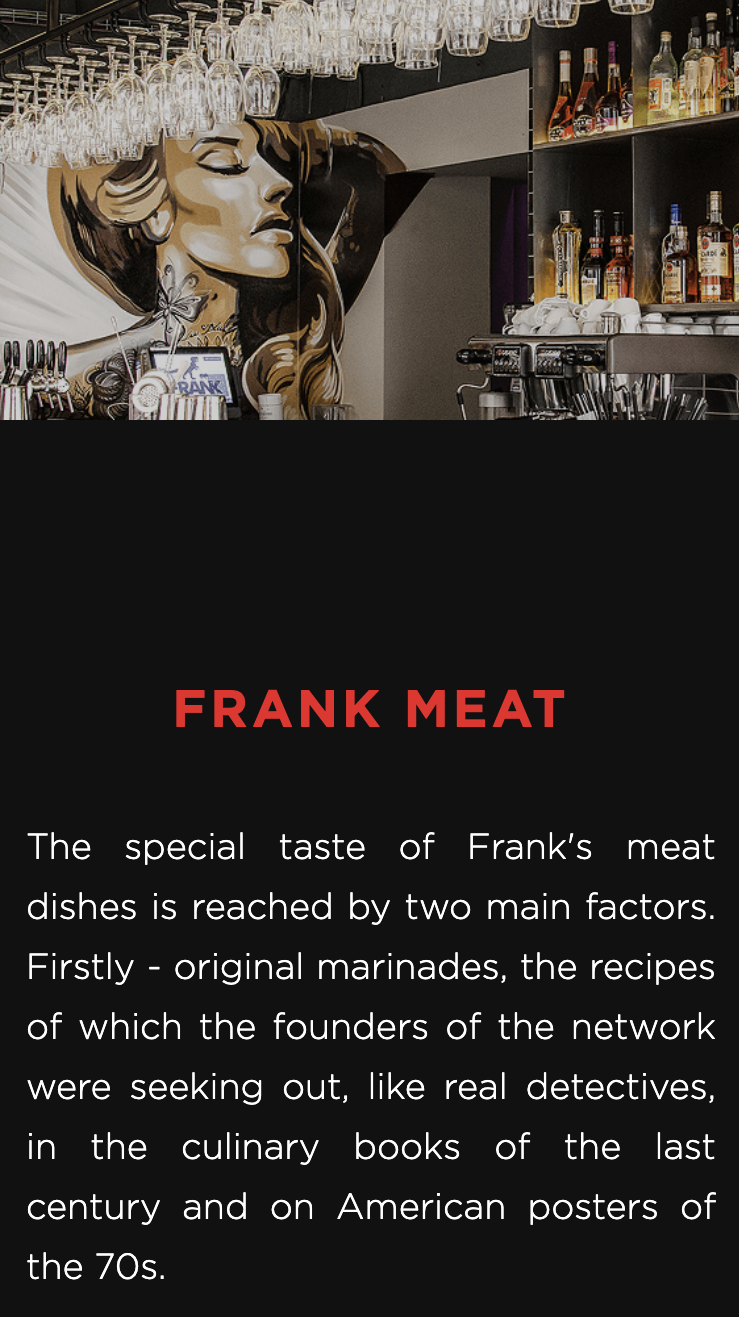 FRANK
FRANK MEAT
The special taste of Frank's meat
dishes is reached by two main factors.
Firstly - original marinades, the recipes
of which the founders of the network
were seeking out, like real detectives,
in the culinary books of the last
century and on American posters of
the 70s.